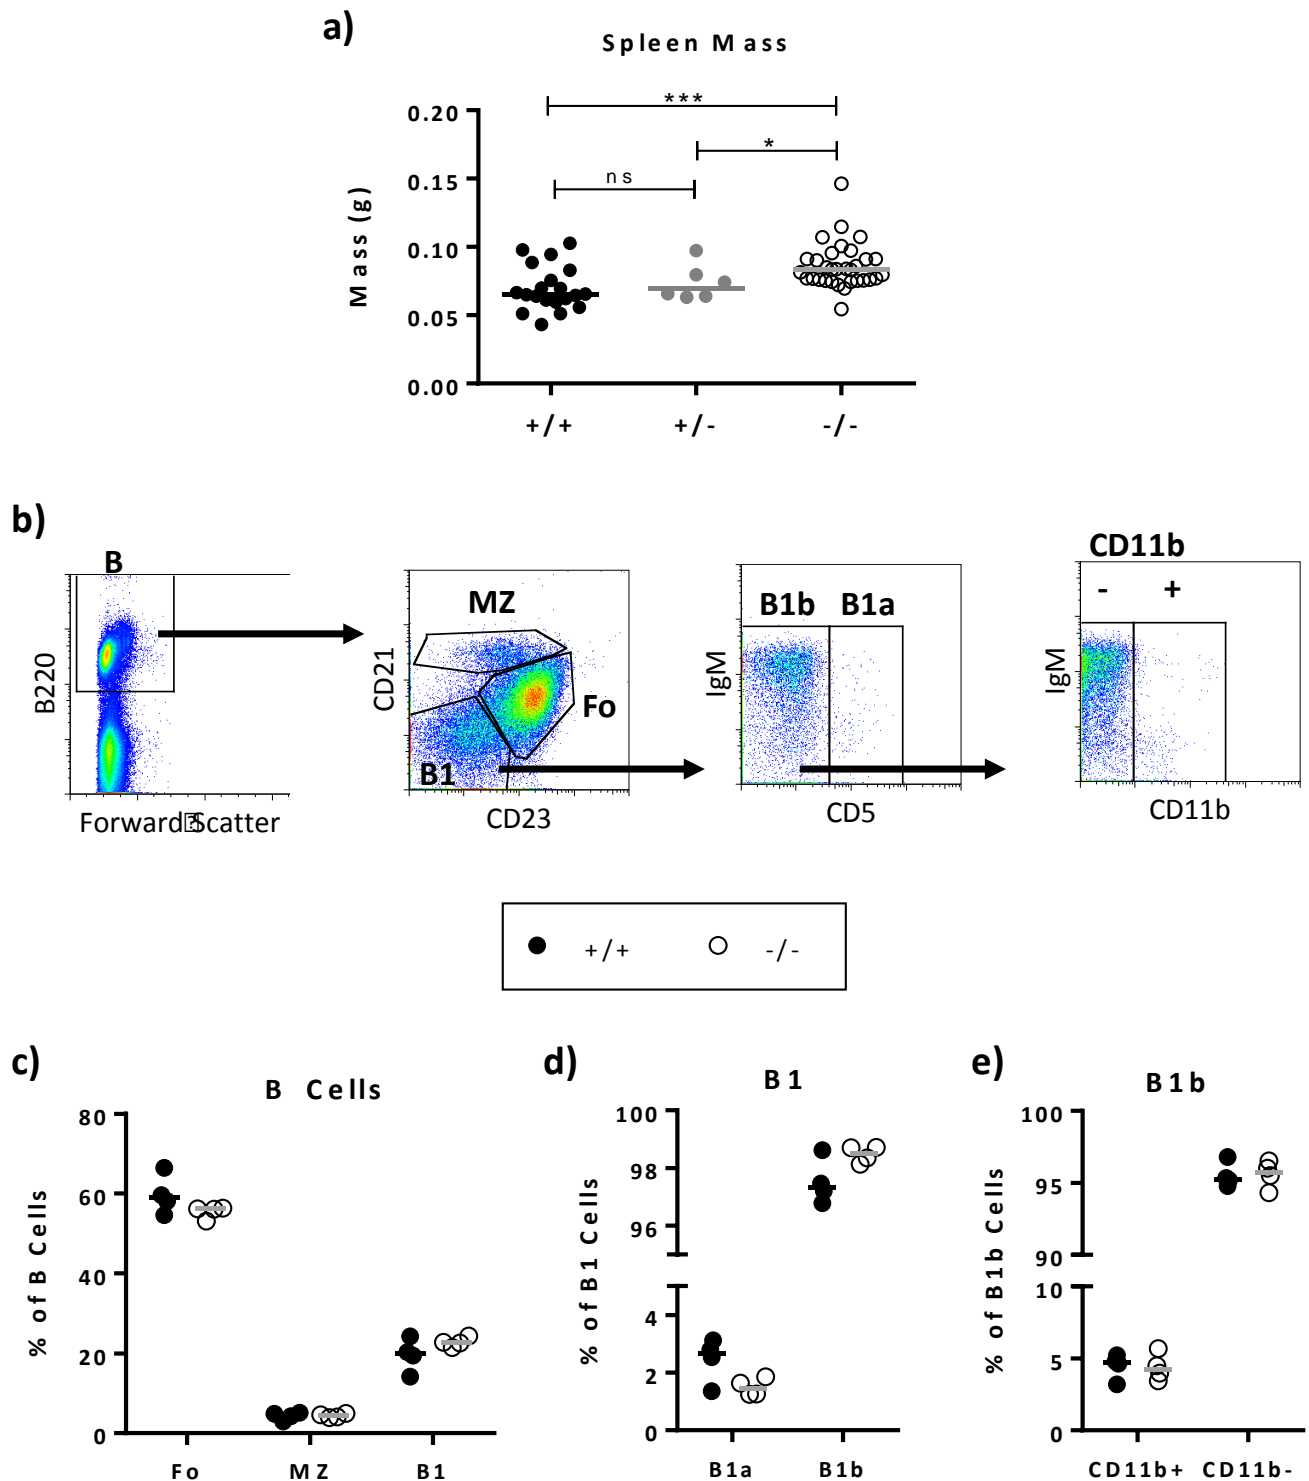 a)
Spleen Mass
Mass (g)
0.20
0.15
0.10
0.05
0.00
***
*
ns
+/+
+/-
-/-
b)
B
B220
Forward Scatter
MZ
Fo
B1
CD21
CD23
B1b B1a
IgM
CD5
CD11b
- +
IgM
CD11b
+/+ -/-
c)
B Cells
% of B Cells
80
60
40
20
0
Fo MZ B1
d)
B1
% of B1 Cells
100
98
96
4
2
0
B1a B1b
e)
B1b
% of B1b Cells
100
95
90
10
5
0
CD11b+ CD11b-